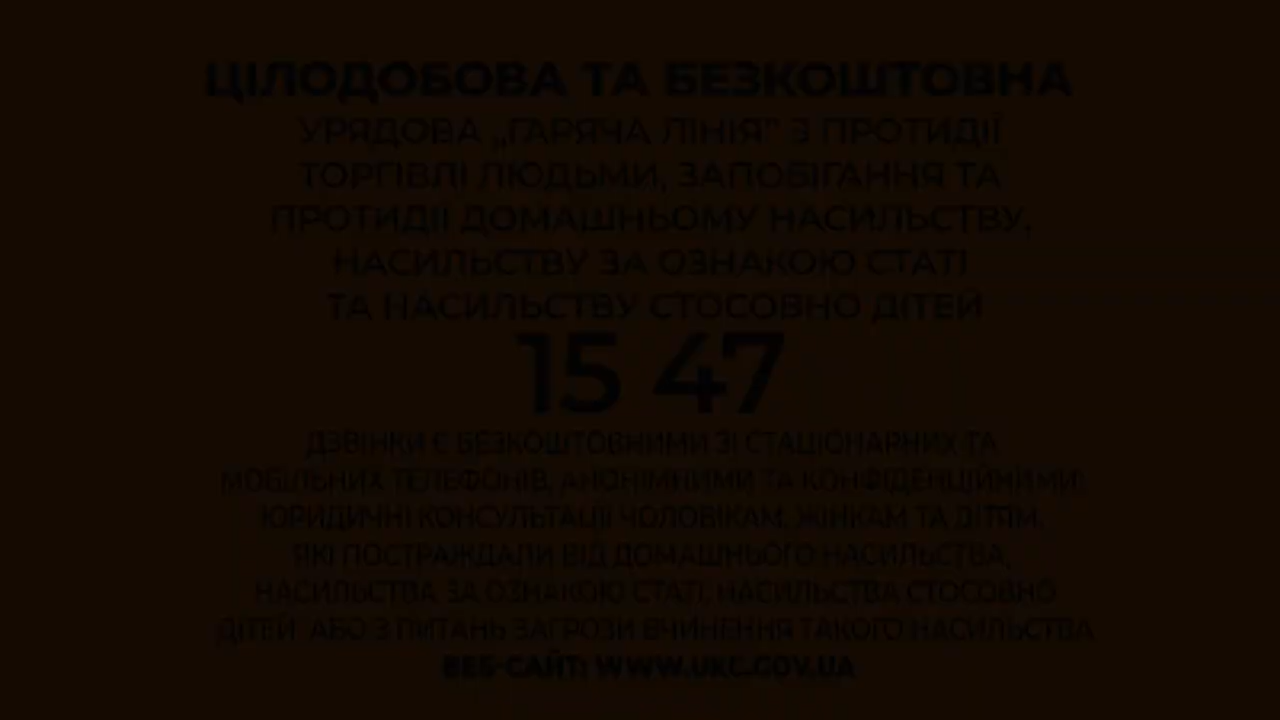 ЦІЛОДОБОВА ТА БЕЗКОШТОВНА
УРЯДОВА „ГАРЯЧА ЛІНІЯ" З ПРОТИДІЇ
ТОРГІВЛІ ЛЮДЬМИ, ЗАПОБІГАННЯ ТА
ПРОТИДІЇ ДОМАШНЬОМУ НАСИЛЬСТВУ,
НАСИЛЬСТВУ ЗА ОЗНАКОЮ СТАТІ
ТА НАСИЛЬСТВУ СТОСОВНО ДІТЕЙ
15 47
ДЗВІНКИ Є БЕЗКОШТОВНИМИ ЗІ СТАЦІОНАРНИХ ТА
МОБІЛЬНИХ ТЕЛЕФОНІВ, АНОНІМНИМИ ТА КОНФІДЕНЦІЙНИМИ.
ЮРИДИЧНІ КОНСУЛЬТАЦІЇ ЧОЛОВІКАМ, ЖІНКАМ ТА ДІТЯМ,
ЯКІ ПОСТРАЖДАЛИ ВІД ДОМАШНЬОГО НАСИЛЬСТВА,
НАСИЛЬСТВА ЗА ОЗНАКОЮ СТАТІ, НАСИЛЬСТВА СТОСОВНО
ДІТЕЙ АБО З ПИТАНЬ ЗАГРОЗИ ВЧИНЕННЯ ТАКОГО НАСИЛЬСТВА
ВЕБ-САЙТ: WWW.UKC.GOV.UA